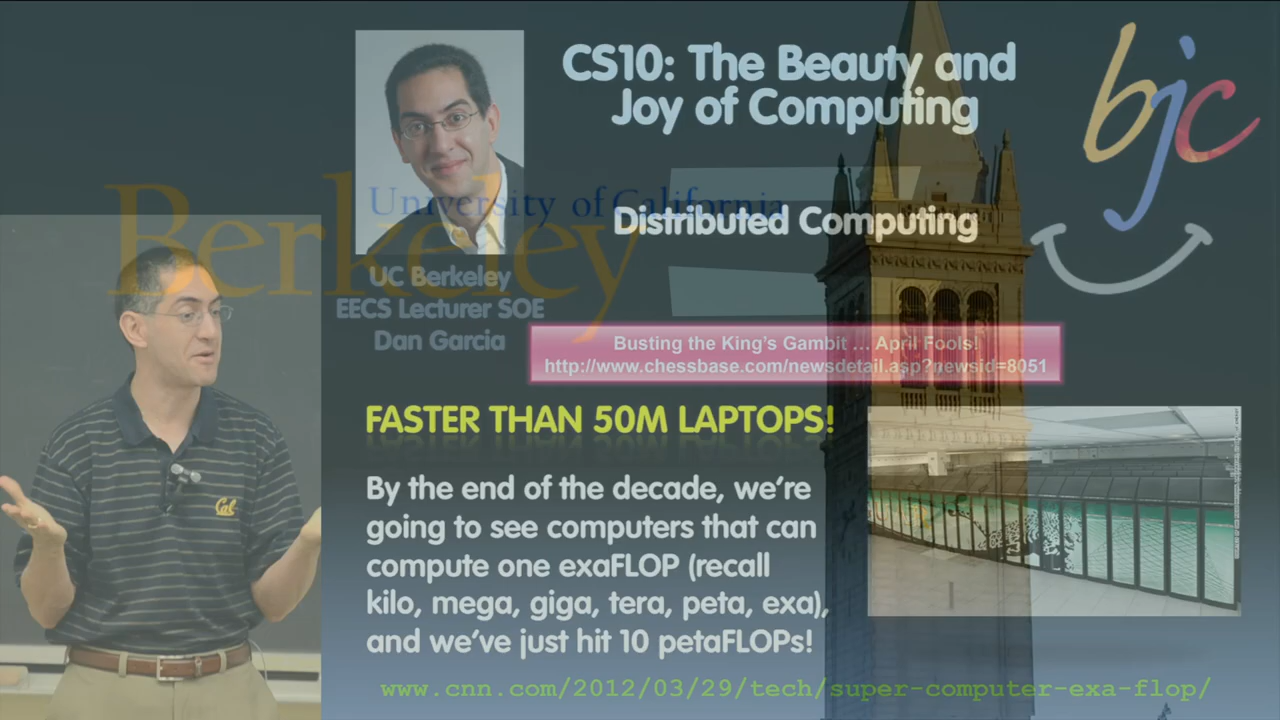 CS10: The Beauty and
Joy of Computing
bjc
Berkeley
University of California
Distributed Computing
UC Berkeley
EECS Lecturer SOE
Dan Garcia
Busting the King's Gambit ... April Fools!
http://www.chessbase.com/newsdetail.asp?newsid=8051
FASTER THAN 50M LAPTOPS!
By the end of the decade, we're
going to see computers that can
compute one exaFLOP (recall
kilo, mega, giga, tera, peta, exa),
and we've just hit 10 petaFLOPs!
Cal
www.cnn.com/2012/03/29/tech/super-computer-exa-flop/